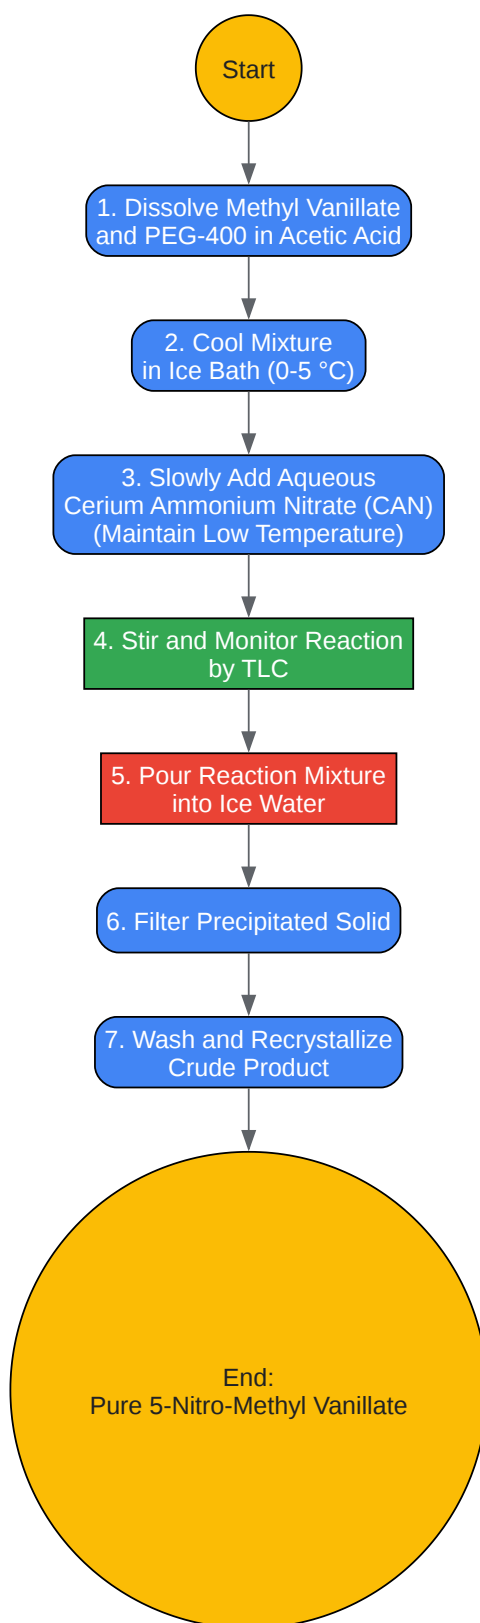 Start
1. Dissolve Methyl Vanillate
and PEG-400 in Acetic Acid
2. Cool Mixture
in Ice Bath (0-5 °C)
3. Slowly Add Aqueous
Cerium Ammonium Nitrate (CAN)
(Maintain Low Temperature)
4. Stir and Monitor Reaction
by TLC
5. Pour Reaction Mixture
into Ice Water
6. Filter Precipitated Solid
7. Wash and Recrystallize
Crude Product
End:
Pure 5-Nitro-Methyl Vanillate